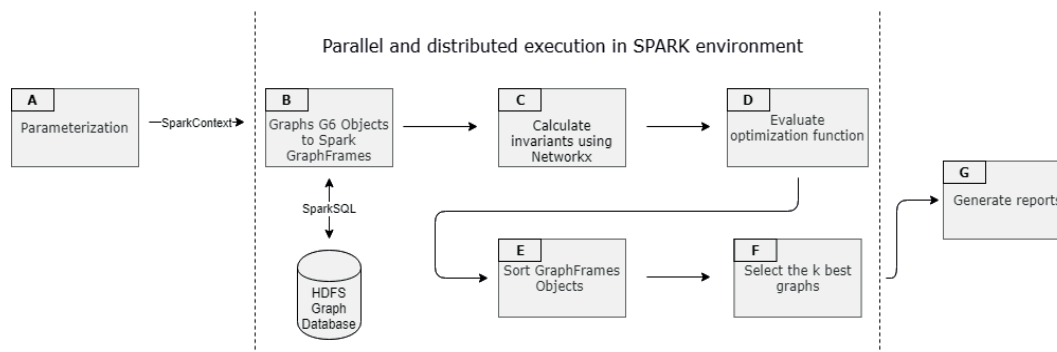 Parallel and distributed execution in SPARK environment
A
Parameterization
SparkContext
B
Graphs G6 Objects
to Spark
GraphFrames
SparkSQL
HDFS
Graph
Database
C
Calculate
invariants using
Networkx
D
Evaluate
optimization function
E
Sort GraphFrames
Objects
F
Select the k best
graphs
G
Generate reports